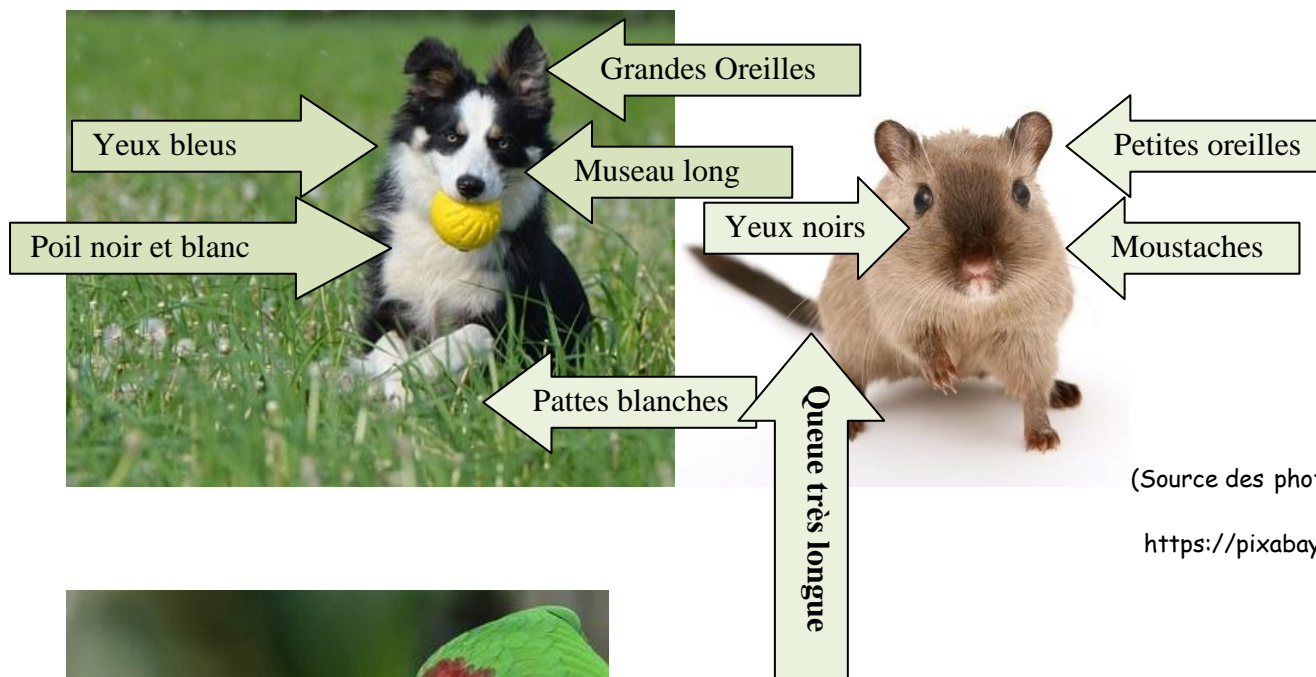 Grandes Oreilles
Yeux bleus
Museau long
Poil noir et blanc
Pattes blanches
Petites oreilles
Yeux noirs
Moustaches
Queue très longue
(Source des phot
https://pixabay